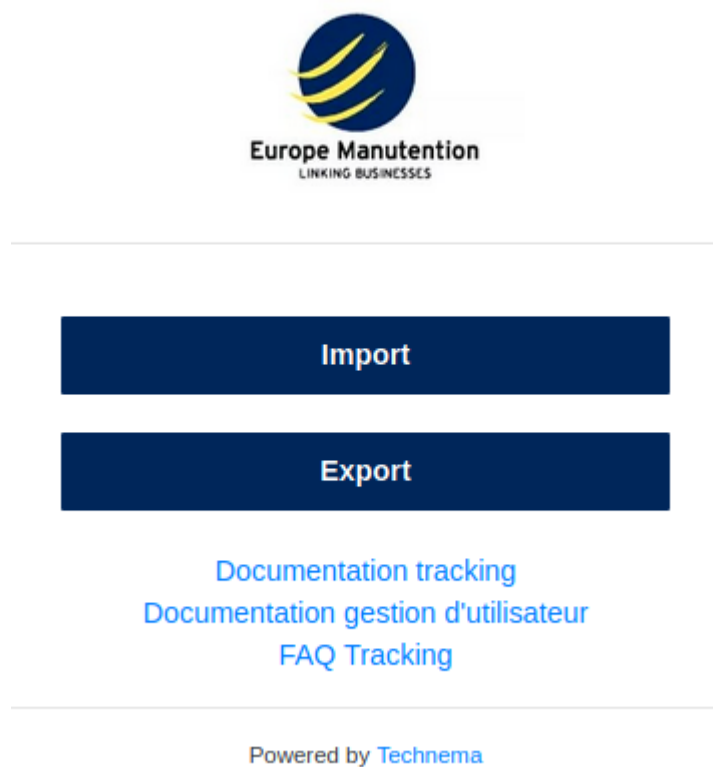 Europe Manutention
LINKING BUSINESSES
Import
Export
Documentation tracking
Documentation gestion d'utilisateur
FAQ Tracking
Powered by Technema